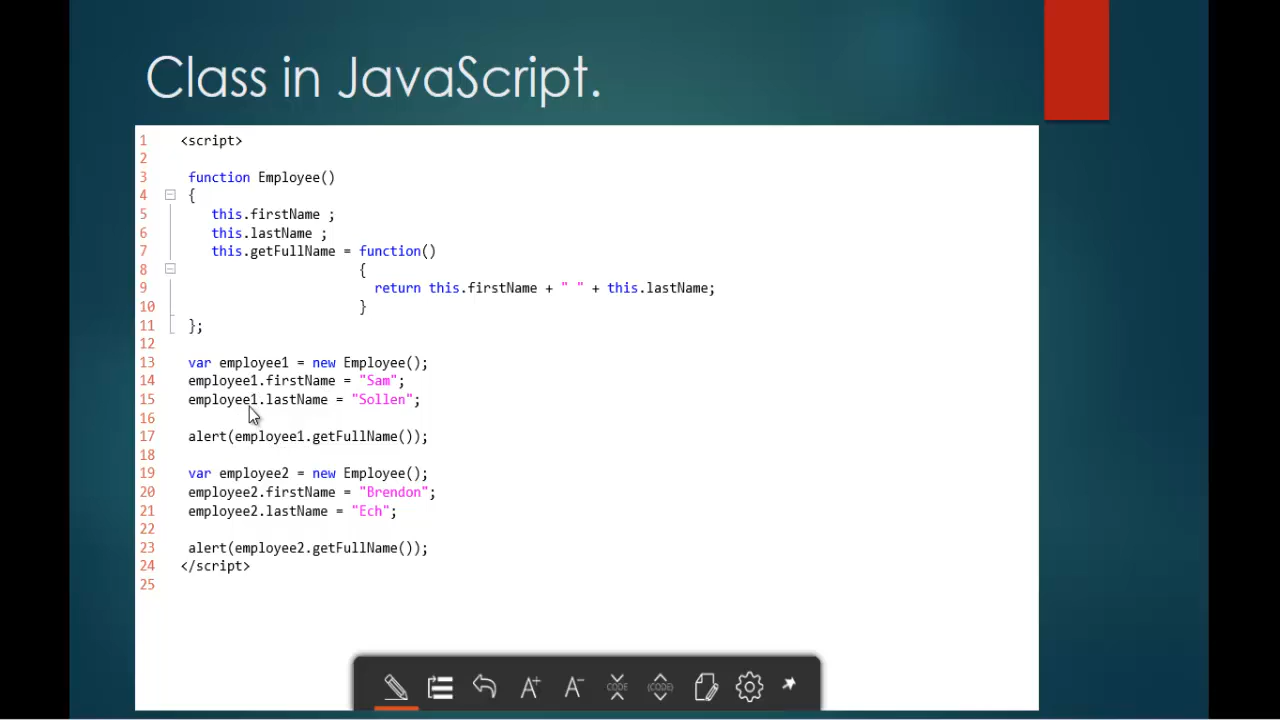 Class in JavaScript.
1 <script>
2
3 function Employee()
4 {
5 this.firstName ;
6 this.lastName ;
7 this.getFullName = function()
8 {
9 return this.firstName + " " + this.lastName;
10 }
11 };
12
13 var employee1 = new Employee();
14 employee1.firstName = "Sam";
15 employee1.lastName = "Sollen";
16
17 alert(employee1.getFullName());
18
19 var employee2 = new Employee();
20 employee2.firstName = "Brendon";
21 employee2.lastName = "Ech";
22
23 alert(employee2.getFullName());
24 </script>
25
A+ A- CODE {CODE}